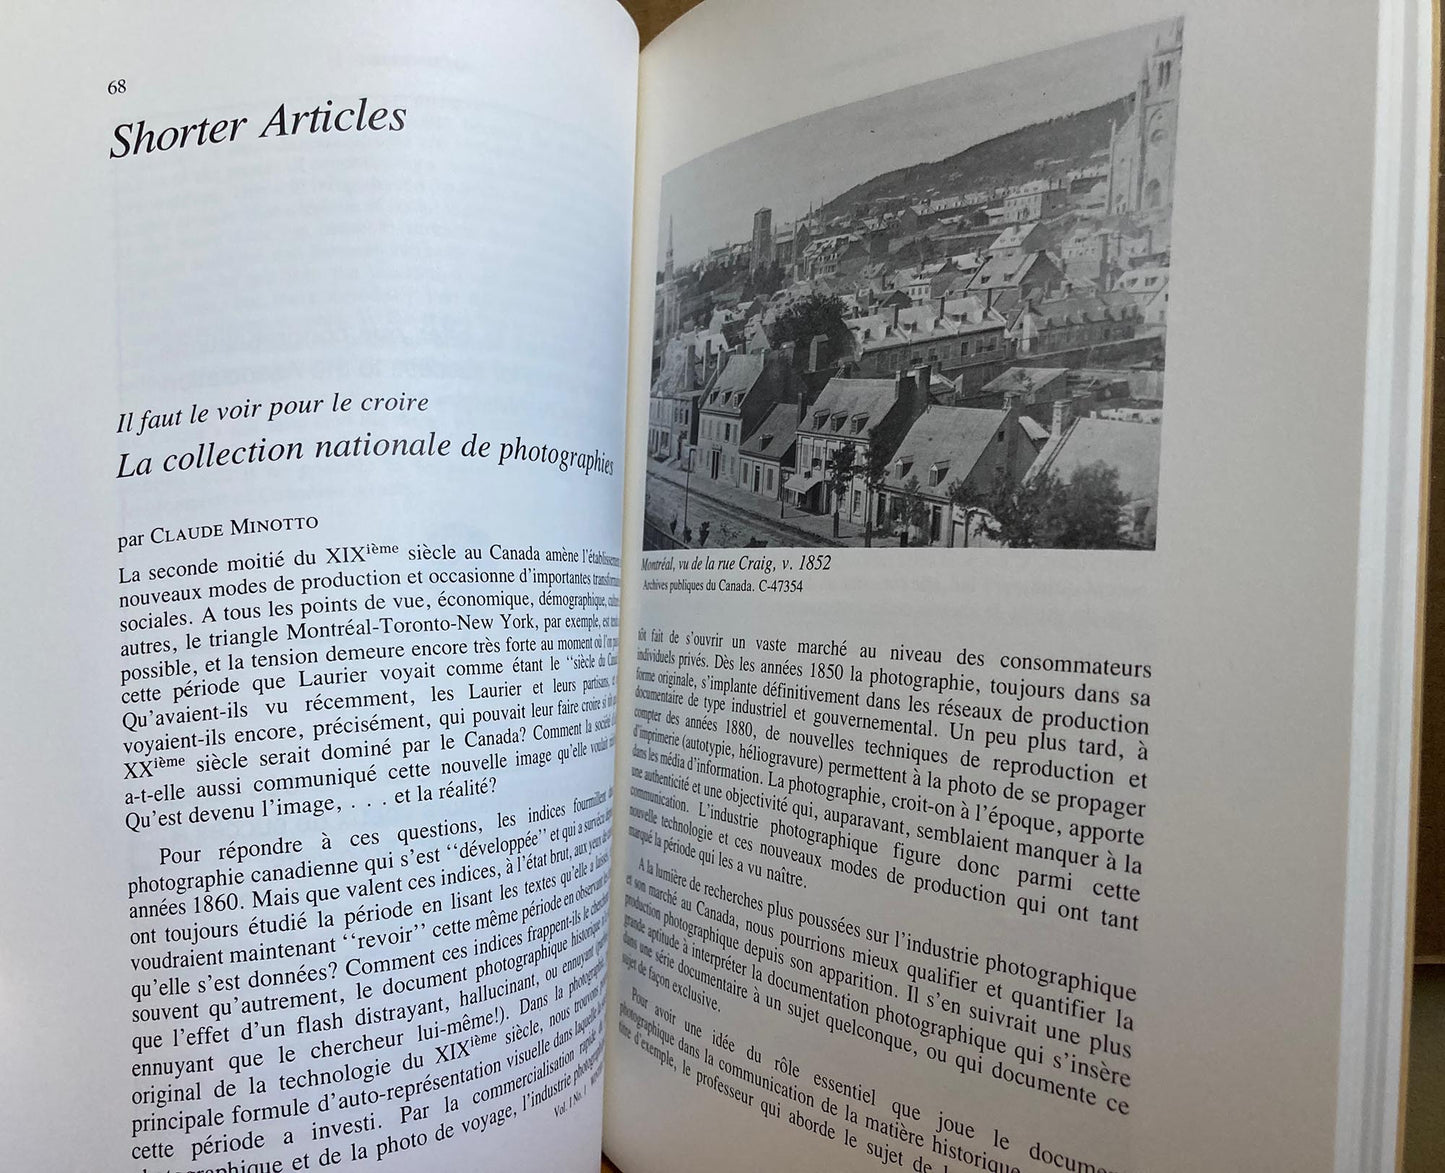 68
Shorter Articles
Il faut le voir pour le croire
La collection nationale de photographies
par CLAUDE MINOTTO
La seconde moitié du XIXième siècle au Canada amène
nouveaux modes de production et occasionne d'importantes
sociales. A tous les points de vue, économique, démographique,
autres, le triangle Montréal-Toronto-New York, par exemple, est
possible, et la tension demeure encore très forte au moment où l'on
cette période que Laurier voyait comme étant le "siècle du
Qu'avaient-ils vu récemment, les Laurier et leurs partisans,
voyaient-ils encore, précisément, qui pouvait leur faire croire si
XXième siècle serait dominé par le Canada? Comment la société
a-t-elle aussi communiqué cette nouvelle image qu'elle voulait
Qu'est devenu l'image, . . . et la réalité?
Pour répondre à ces questions, les indices fourmillent
photographie canadienne qui s'est ''développée'' et qui a survécu
années 1860. Mais que valent ces indices, à l'état brut, aux yeux de
ont toujours étudié la période en lisant les textes qu'elle a laissés
voudraient maintenant ''revoir'' cette même période en observant
qu'elle s'est données? Comment ces indices frappent-ils le
souvent qu'autrement, le document photographique historique
que l'effet d'un flash distrayant, hallucinant, ou ennuyant
ennuyant que le chercheur lui-même!). Dans la
original de la technologie du XIXième siècle, nous trouvons
principale formule d'auto-représentation visuelle dans laquelle
cette période a investi. Par la commercialisation rapide
et de la photo de voyage, l'industrie
Vol. 1 No. 1
Montréal, vu de la rue Craig, v. 1852
Archives publiques du Canada. C-47354
tôt fait de s'ouvrir un vaste marché au niveau des consommateurs
individuels privés. Dès les années 1850 la photographie, toujours dans sa
forme originale, s'implante définitivement dans les réseaux de production
documentaire de type industriel et gouvernemental. Un peu plus tard, à
compter des années 1880, de nouvelles techniques de reproduction et
d'imprimerie (autotypie, héliogravure) permettent à la photo de se propager
dans les média d'information. La photographie, croit-on à l'époque, apporte
une authenticité et une objectivité qui, auparavant, semblaient manquer à la
communication. L'industrie photographique figure donc parmi cette
nouvelle technologie et ces nouveaux modes de production qui ont tant
marqué la période qui les a vu naître.
A la lumière de recherches plus poussées sur l'industrie photographique
et son marché au Canada, nous pourrions mieux qualifier et quantifier la
production photographique depuis son apparition. Il s'en suivrait une plus
grande aptitude à interpréter la documentation photographique qui s'insère
dans une série documentaire à un sujet quelconque, ou qui documente ce
sujet de façon exclusive.
Pour avoir une idée du rôle essentiel que joue le
photographique dans la communication de la matière
titre d'exemple, le professeur qui aborde le sujet de